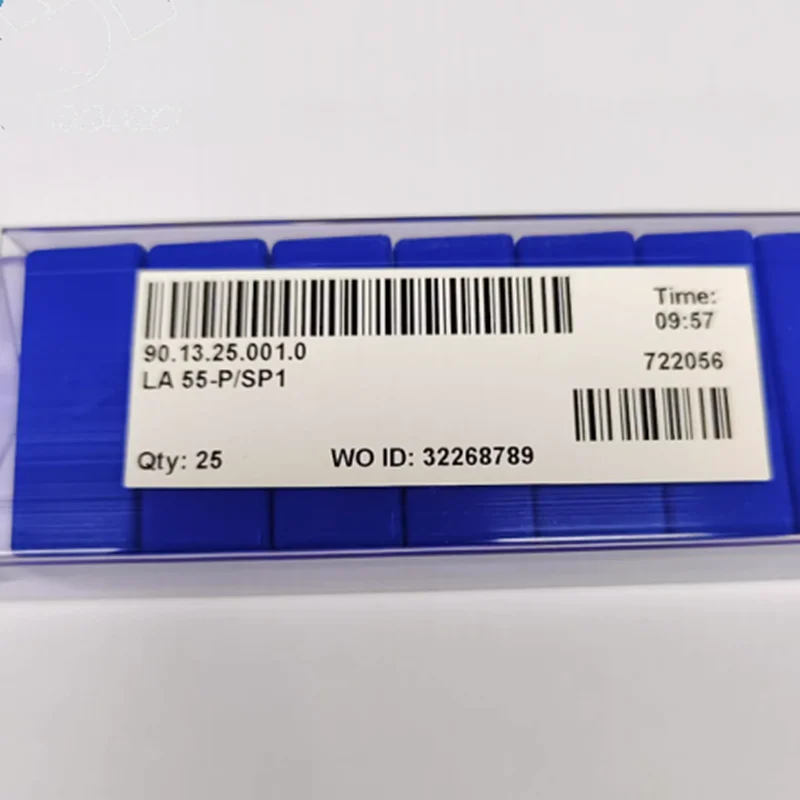 Time:
09:57
90.13.25.001.0
LA 55-P/SP1
722056
Qty: 25
WO ID: 32268789